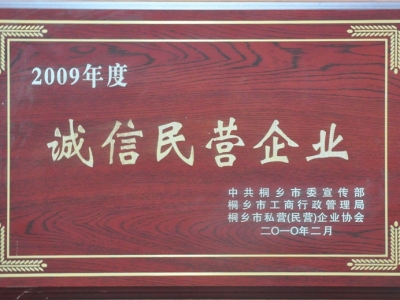 2009年度
诚信民营企业
中共桐乡市委宣传部
桐乡市工商行政管理局
桐乡市私营(民营)企业协会
二〇一〇年二月